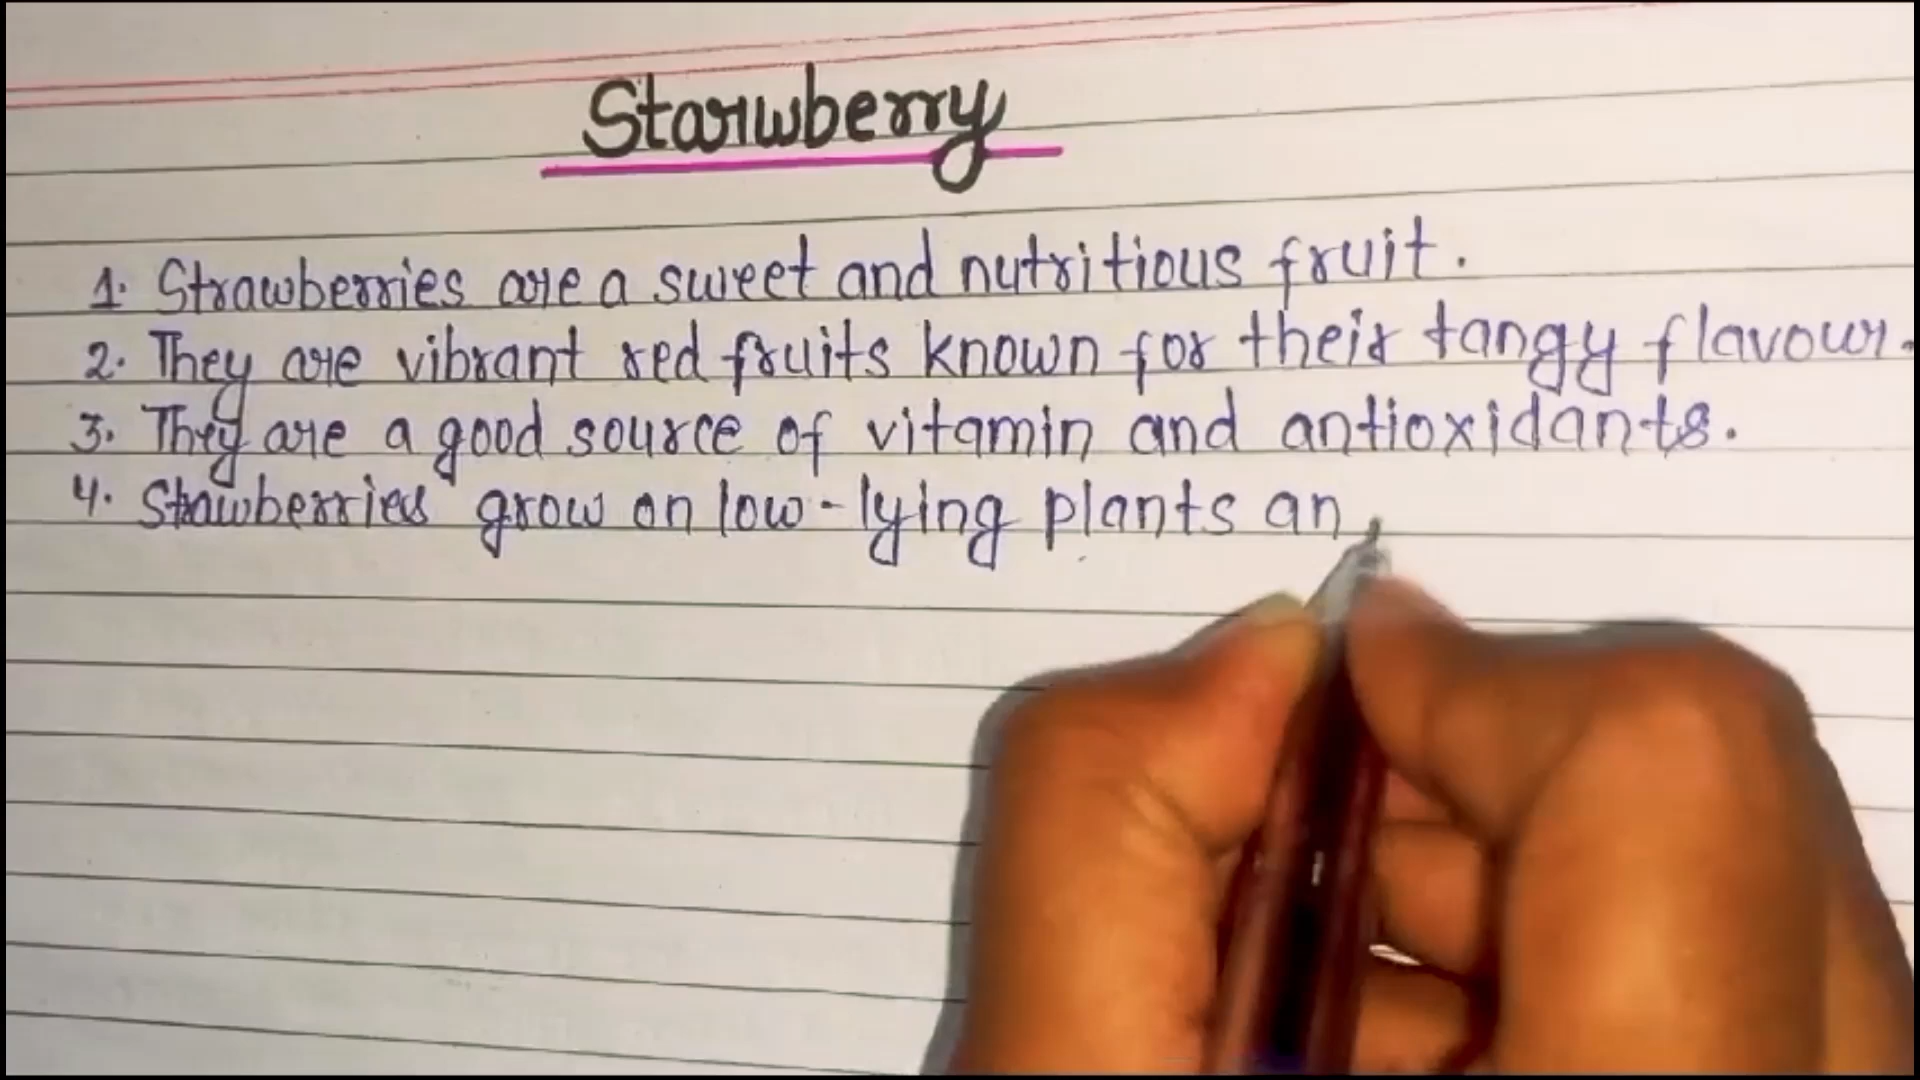 Starwberry
1. Strawberries are a sweet and nutritious fruit.
2. They are vibrant red fruits known for their tangy flavour.
3. They are a good source of vitamin and antioxidants.
4. Strawberries grow on low-lying plants an